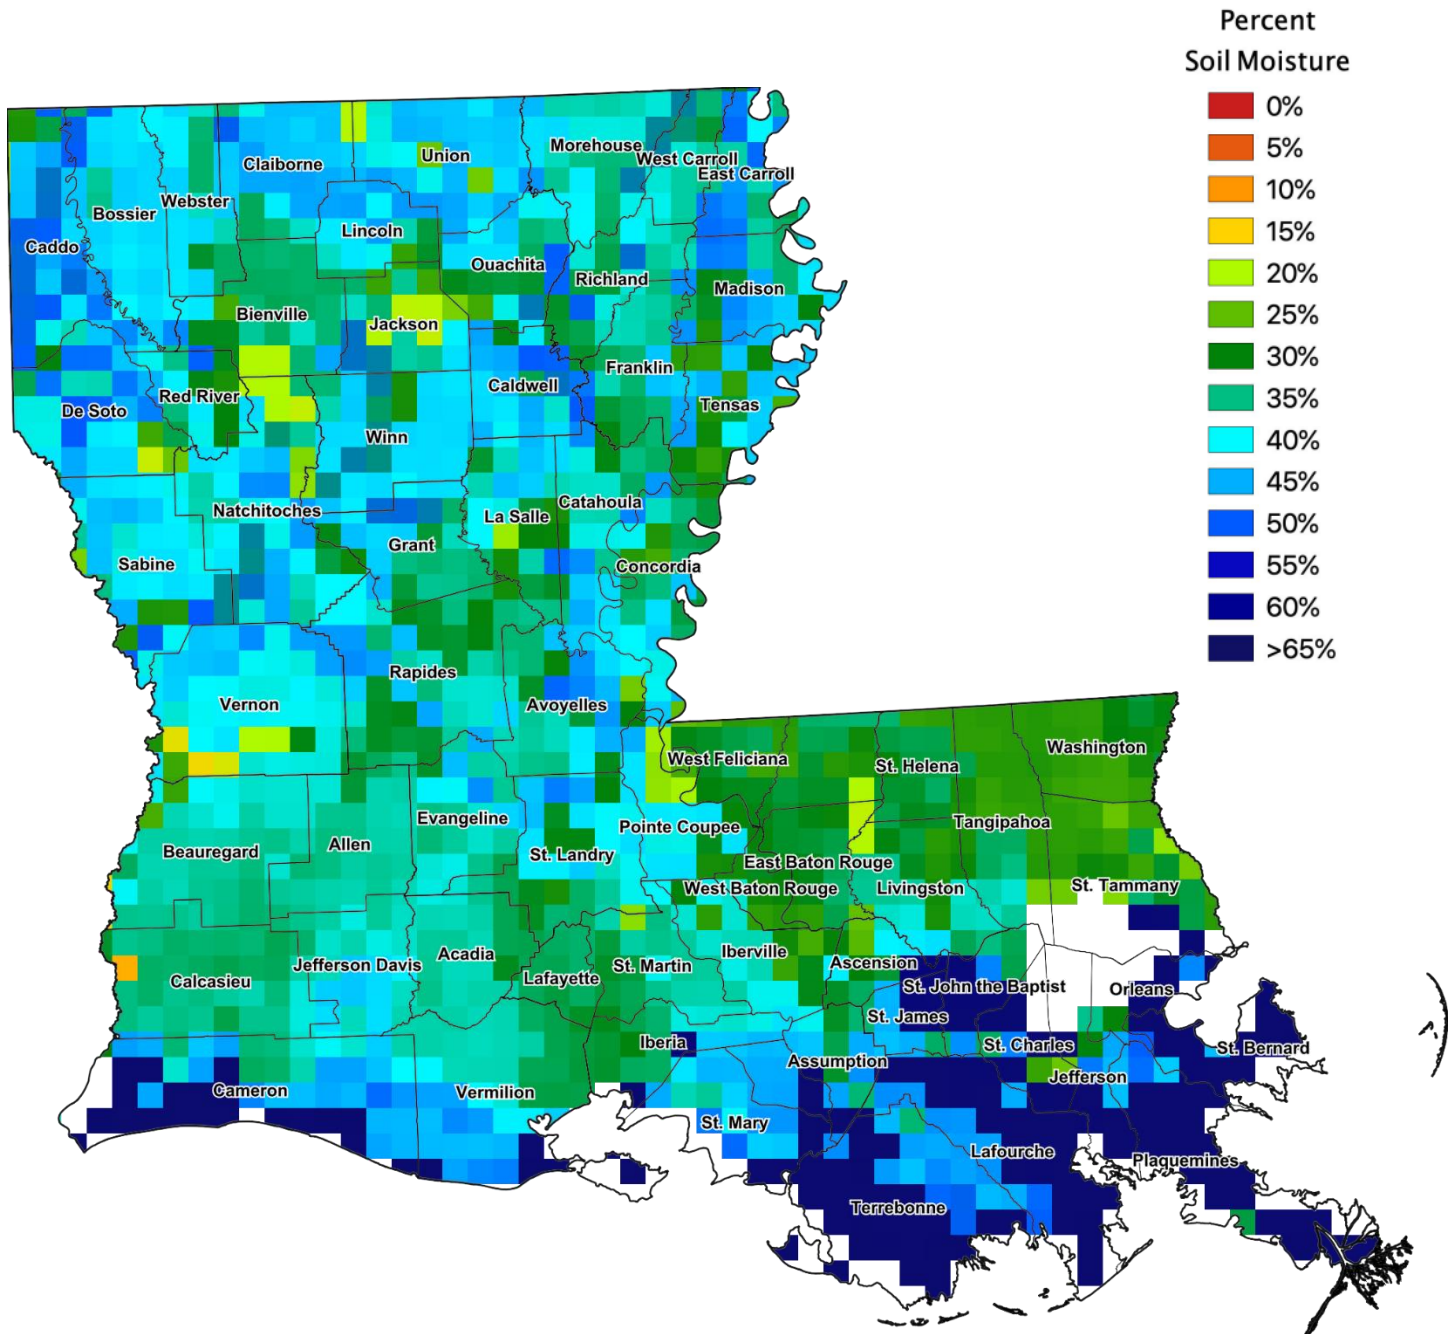 Percent
Soil Moisture
0%
5%
10%
15%
20%
25%
30%
35%
40%
45%
50%
55%
60%
>65%
Morehouse
Union
West Carroll
Claiborne
East Carroll
Webster
Bossier
Lincoln
Caddo
Ouachita
Richland
Madison
Bienville
Jackson
Franklin
Caldwell
Red River
Tensas
De Soto
Winn
Catahoula
Natchitoches
La Salle
Grant
Sabine
Concordia
Rapides
Vernon
Avoyelles
Washington
West Feliciana
St. Helena
Evangeline
Tangipahoa
Pointe Coupee
Allen
Beauregard
St. Landry
East Baton Rouge
St. Tammany
West Baton Rouge
Livingston
Iberville
Acadia
Ascension
Jefferson Davis
St. Martin
Lafayette
Calcasieu
St. John the Baptist
Orleans
St. James
Iberia
St. Charles
St. Bernard
Assumption
Jefferson
Cameron
Vermilion
St. Mary
Lafourche
Plaquemines
Terrebonne